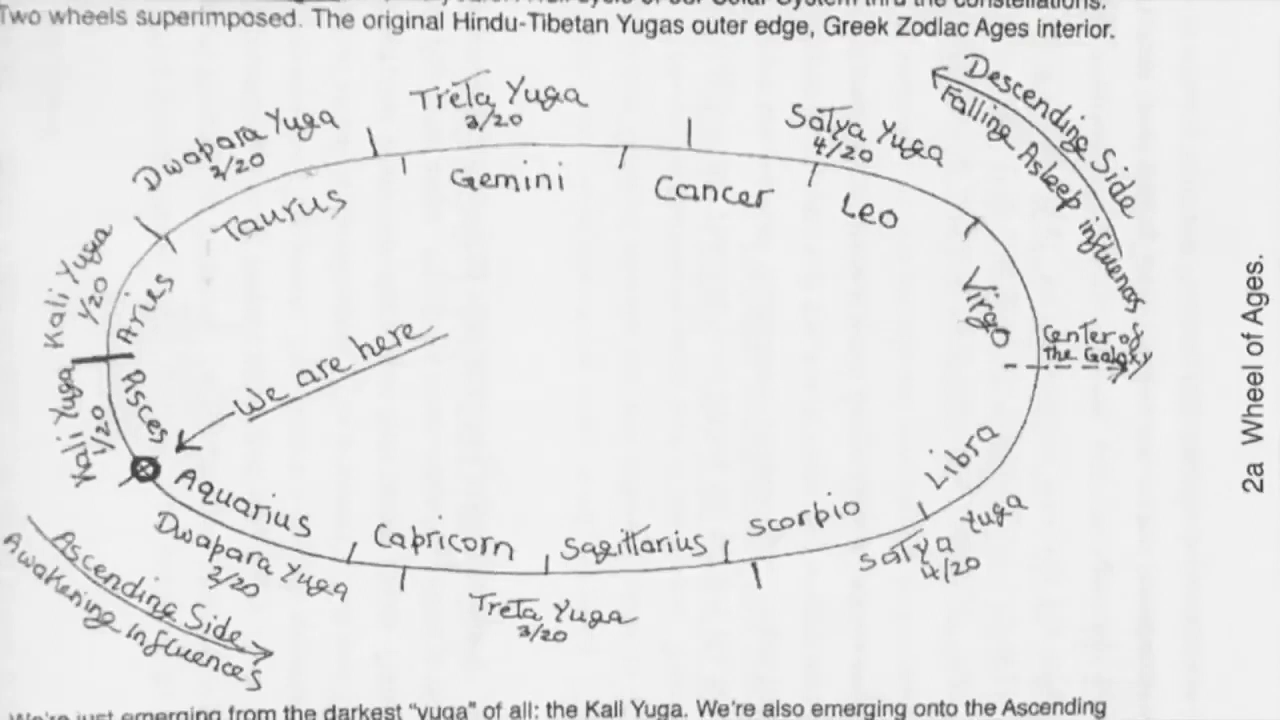 Two wheels superimposed. The original Hindu-Tibetan Yugas outer edge, Greek Zodiac Ages interior.
Descending Side
Falling Asleep influences
Treta Yuga
3/20
Dwapara Yuga
2/20
Satya Yuga
4/20
Gemini
Cancer
Leo
Taurus
Kali Yuga
1/20
Aries
Virgo
Center of
the Galaxy
We are here
Kali Yuga
1/20
Pisces
Libra
Aquarius
Scorpio
Capricorn
Sagittarius
Dwapara Yuga
2/20
Satya Yuga
4/20
Treta Yuga
3/20
Ascending Side
Awakening Influences
2a Wheel of Ages.
We're just emerging from the darkest "yuga" of all: the Kali Yuga. We're also emerging onto the Ascending